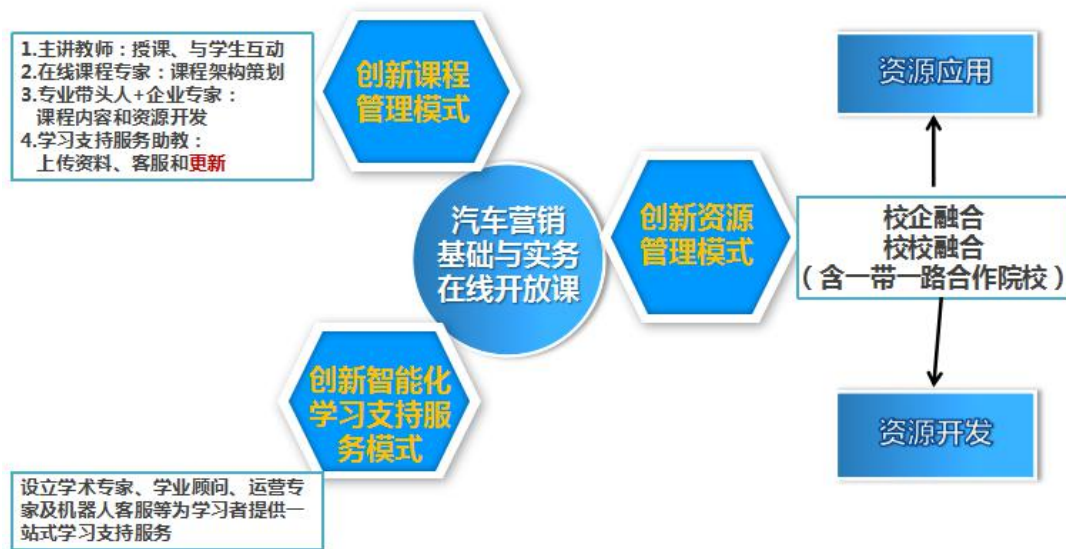 1.主讲教师：授课、与学生互动
2.在线课程专家：课程架构策划
3.专业带头人+企业专家：
课程内容和资源开发
4.学习支持服务助教：
上传资料、客服和更新
创新课程
管理模式
资源应用
汽车营销
基础与实务
在线开放课
创新资源
管理模式
校企融合
校校融合
（含一带一路合作院校）
创新智能化
学习支持服
务模式
资源开发
设立学术专家、学业顾问、运营专
家及机器人客服等为学习者提供一
站式学习支持服务